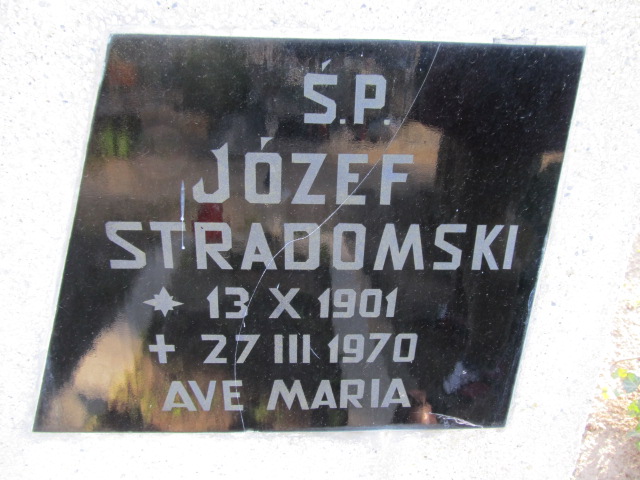 Ś.P.
JÓZEF
STRADOMSKI
* 13 X 1901
+ 27 III 1970
AVE MARIA